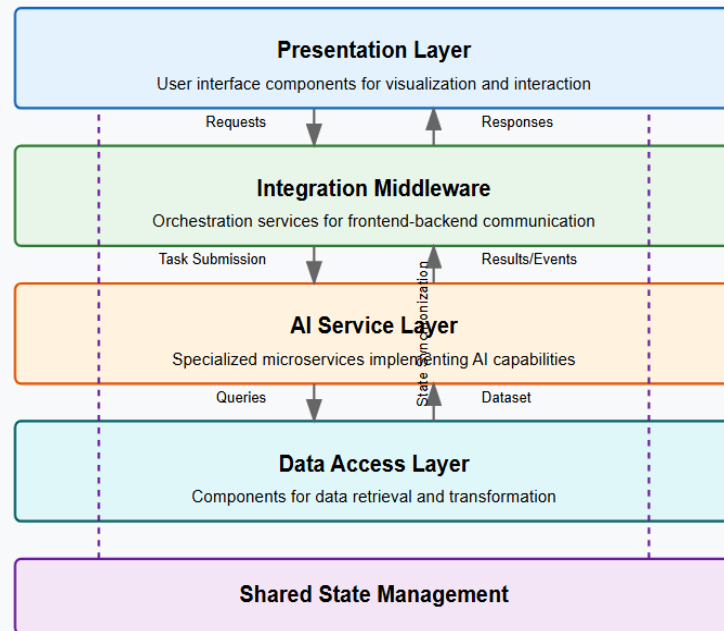 Presentation Layer
User interface components for visualization and interaction
Requests
Responses
Integration Middleware
Orchestration services for frontend-backend communication
Task Submission
Results/Events
State Synchronization
AI Service Layer
Specialized microservices implementing AI capabilities
Queries
Dataset
Data Access Layer
Components for data retrieval and transformation
Shared State Management